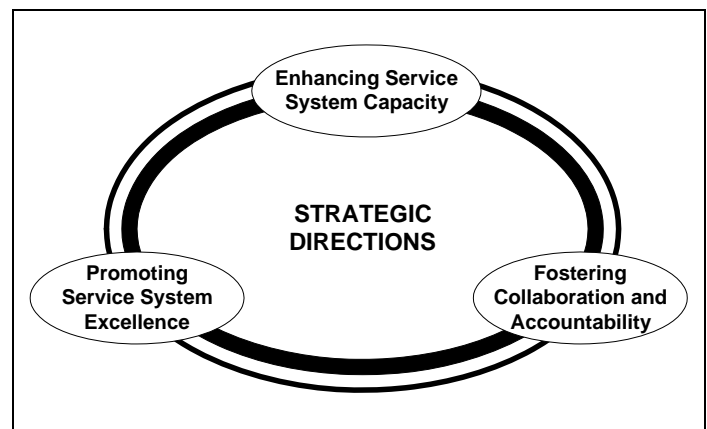 Enhancing Service
System Capacity
STRATEGIC
DIRECTIONS
Promoting
Service System
Excellence
Fostering
Collaboration and
Accountability